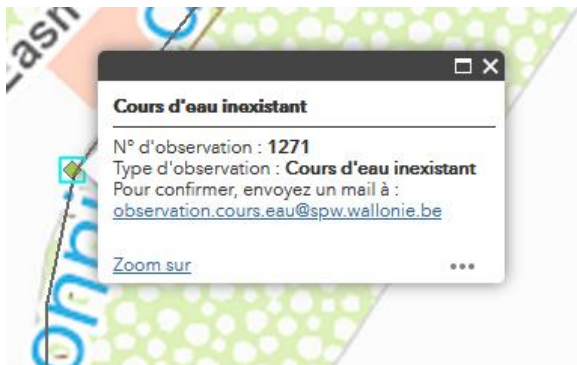 Cours d'eau inexistant
N° d'observation : 1271
Type d'observation : Cours d'eau inexistant
Pour confirmer, envoyez un mail à :
observation.cours.eau@spw.wallonie.be
Zoom sur